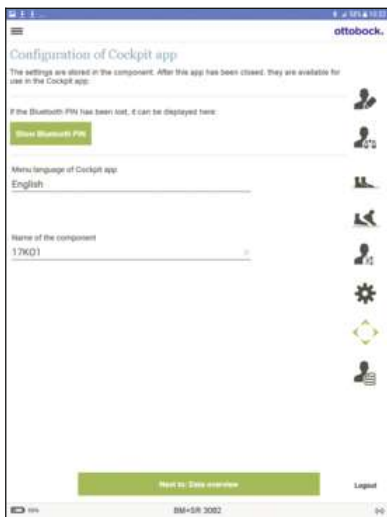 ottobock.
Configuration of Cockpit app
The settings are stored in the component. After this app has been closed, they are available for
use in the Cockpit app.
If the Bluetooth PIN has been lost, it can be displayed here:
Show Bluetooth PIN
Menu language of Cockpit app
English
Name of the component
17KO1
Next to: Data overview
Logout
BM+SR 3082